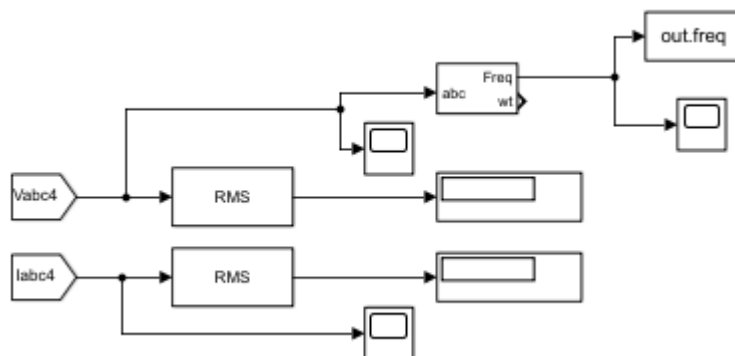 out.freq
Freq
abc
wt
Vabc4
RMS
Iabc4
RMS